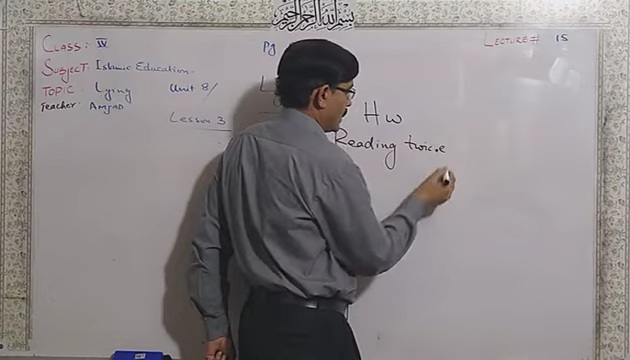 بسم الله الرحمن الرحيم
CLASS: IV
Pg
LECTURE# 15
SUBJECT: Islamic Education.
TOPIC: Lying Unit 8/
Teacher: AMJAD
Lesson 3
L
Hw
Reading twice